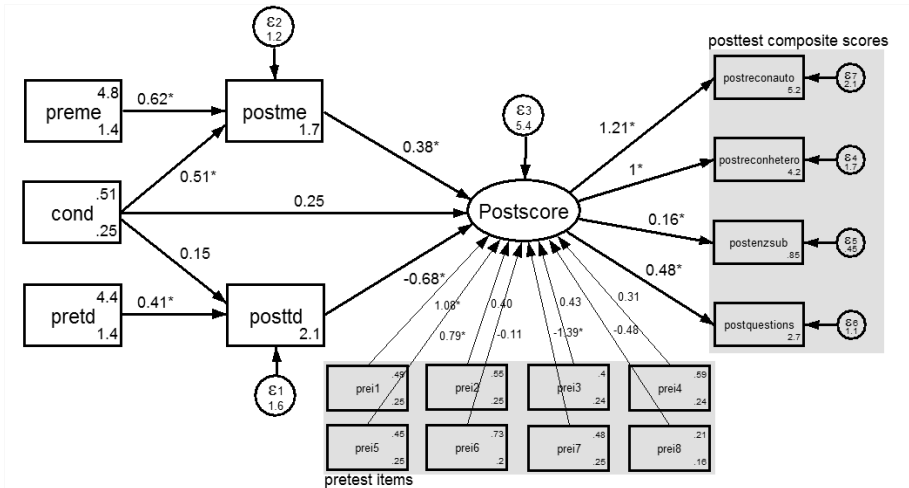 posttest composite scores
ε2
1.2
4.8
preme
1.4
0.62*
postme
1.7
0.51*
0.38*
ε3
5.4
1.21*
postreconauto
5.2
ε7
2.1
1*
postreconhetero
4.2
ε4
1.7
.51
cond
.25
0.25
Postscore
0.15
0.16*
postenzsub
.85
ε5
.45
4.4
pretd
1.4
0.41*
posttd
2.1
-0.68*
0.48*
postquestions
2.7
ε6
1.1
ε1
1.6
1.08*
0.40
0.43
0.31
0.79*
-0.11
-1.39*
-0.48
.49
prei1
.25
.55
prei2
.25
.4
prei3
.24
.59
prei4
.24
.45
prei5
.25
.73
prei6
.2
.48
prei7
.25
.21
prei8
.16
pretest items